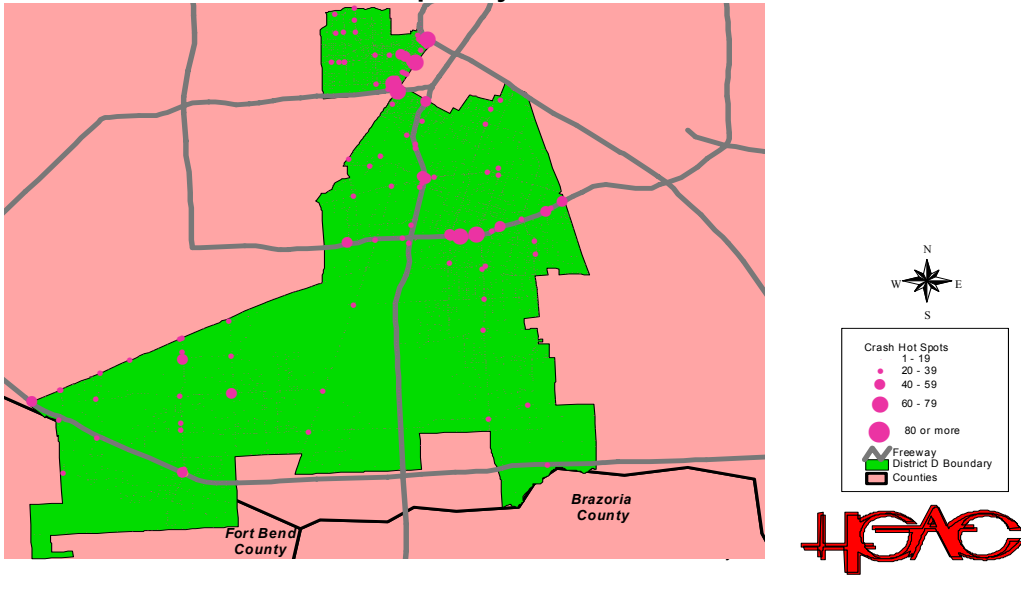 N
W E
S
Crash Hot Spots
1 - 19
20 - 39
40 - 59
60 - 79
80 or more
Freeway
District D Boundary
Counties
Brazoria
County
Fort Bend
County
HGAC